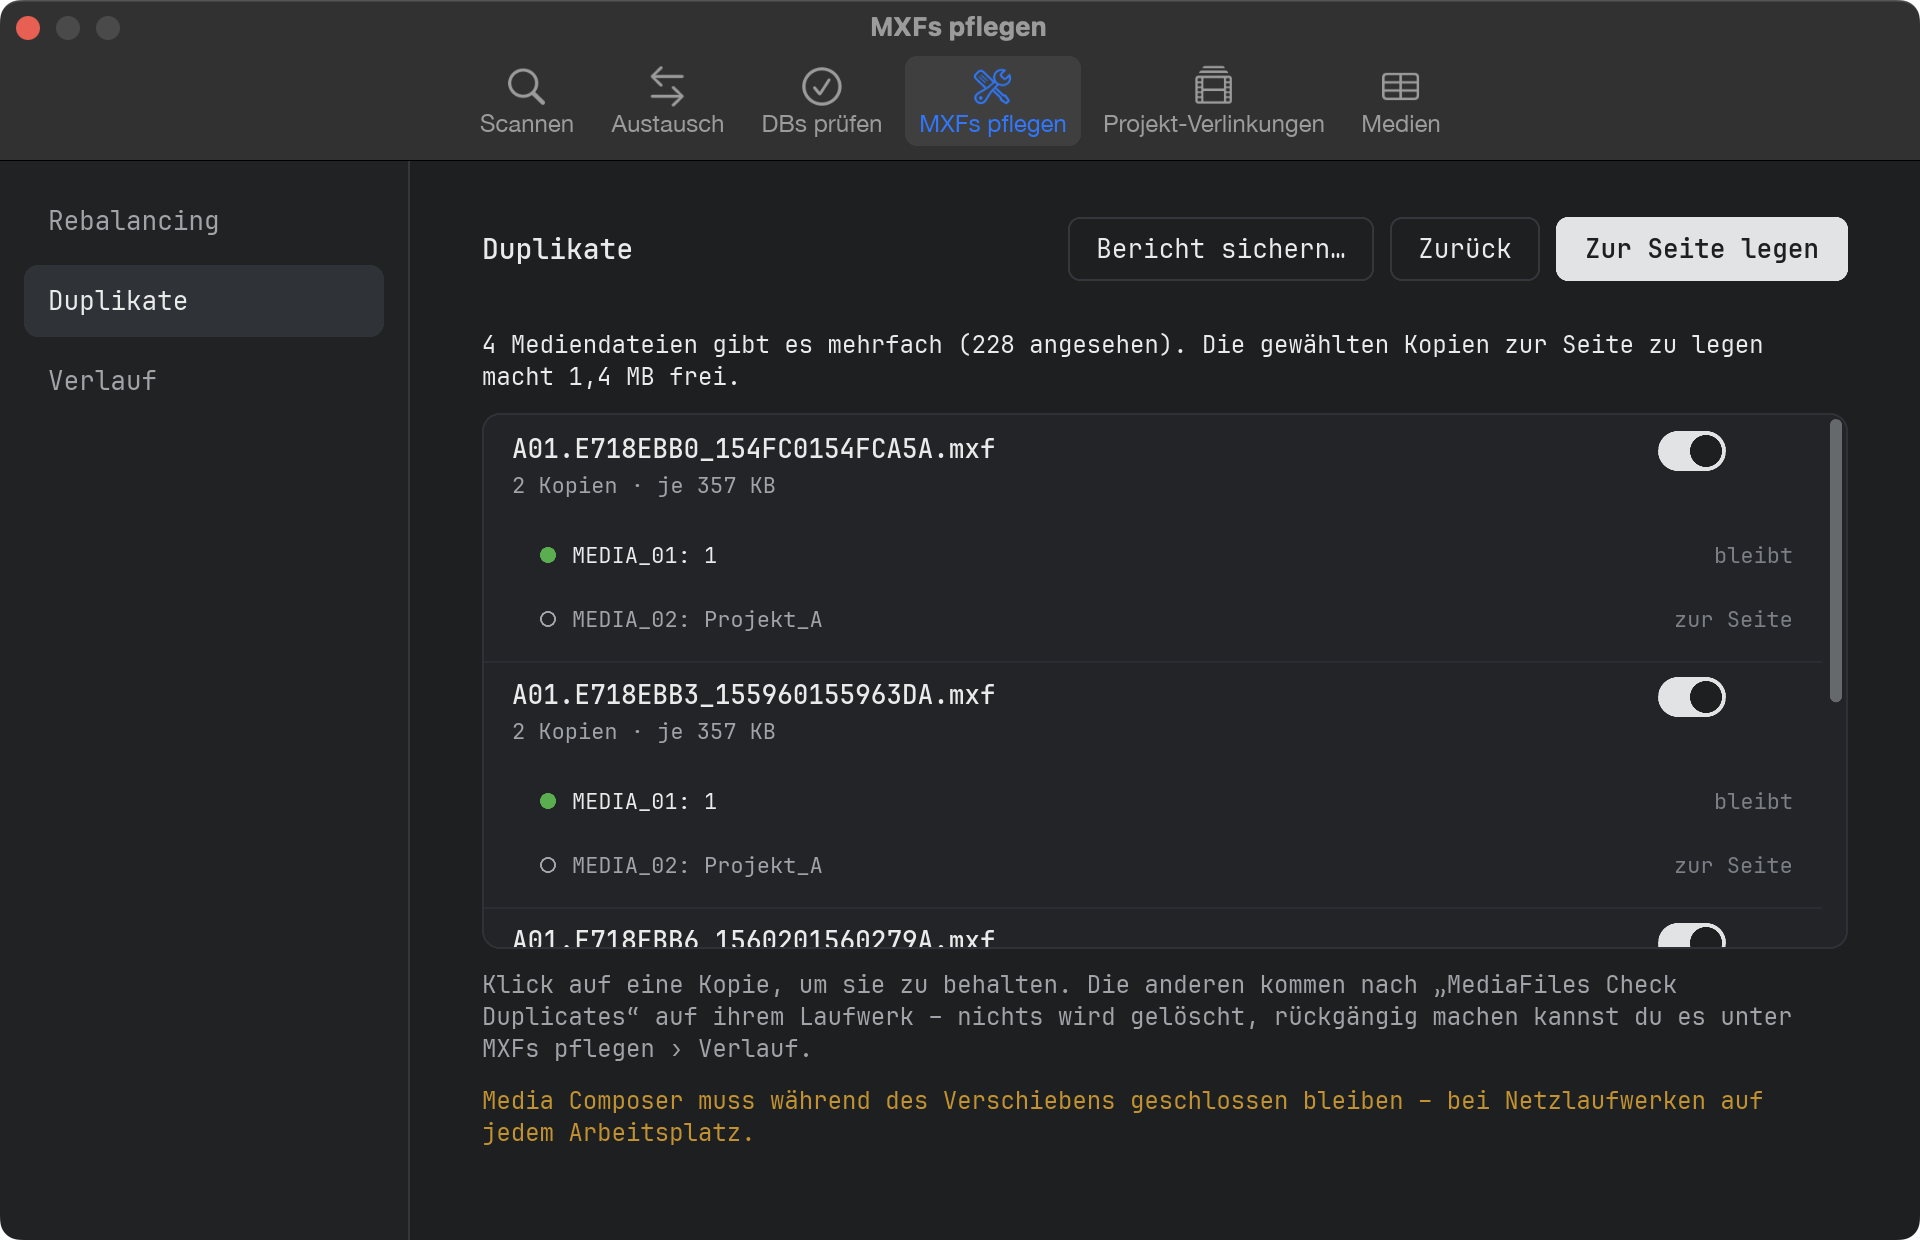 MXFs pflegen
Scannen
Austausch
DBs prüfen
MXFs pflegen
Projekt-Verlinkungen
Medien
Rebalancing
Duplikate
Verlauf
Duplikate
Bericht sichern…
Zurück
Zur Seite legen
4 Mediendateien gibt es mehrfach (228 angesehen). Die gewählten Kopien zur Seite zu legen
macht 1,4 MB frei.
A01.E718EBB0_154FC0154FCA5A.mxf
2 Kopien · je 357 KB
MEDIA_01: 1
bleibt
MEDIA_02: Projekt_A
zur Seite
A01.E718EBB3_155960155963DA.mxf
2 Kopien · je 357 KB
MEDIA_01: 1
bleibt
MEDIA_02: Projekt_A
zur Seite
A01.E718EBB6_1560201560279A.mxf
Klick auf eine Kopie, um sie zu behalten. Die anderen kommen nach „MediaFiles Check
Duplicates“ auf ihrem Laufwerk – nichts wird gelöscht, rückgängig machen kannst du es unter
MXFs pflegen › Verlauf.
Media Composer muss während des Verschiebens geschlossen bleiben – bei Netzlaufwerken auf
jedem Arbeitsplatz.